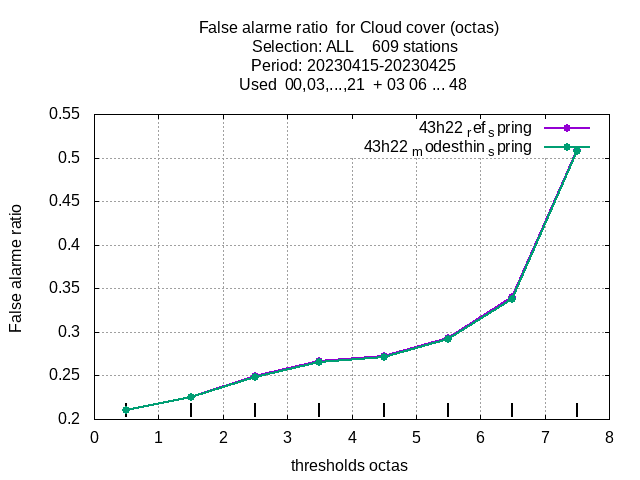 False alarme ratio  for Cloud cover (octas)
Selection: ALL    609 stations
Period: 20230415-20230425
Used  00,03,...,21  + 03 06 ... 48
0.55
0.5
0.45
0.4
0.35
0.3
0.25
0.2
False alarme ratio
43h22 ref spring
43h22 modesthin spring
0 1 2 3 4 5 6 7 8
thresholds octas